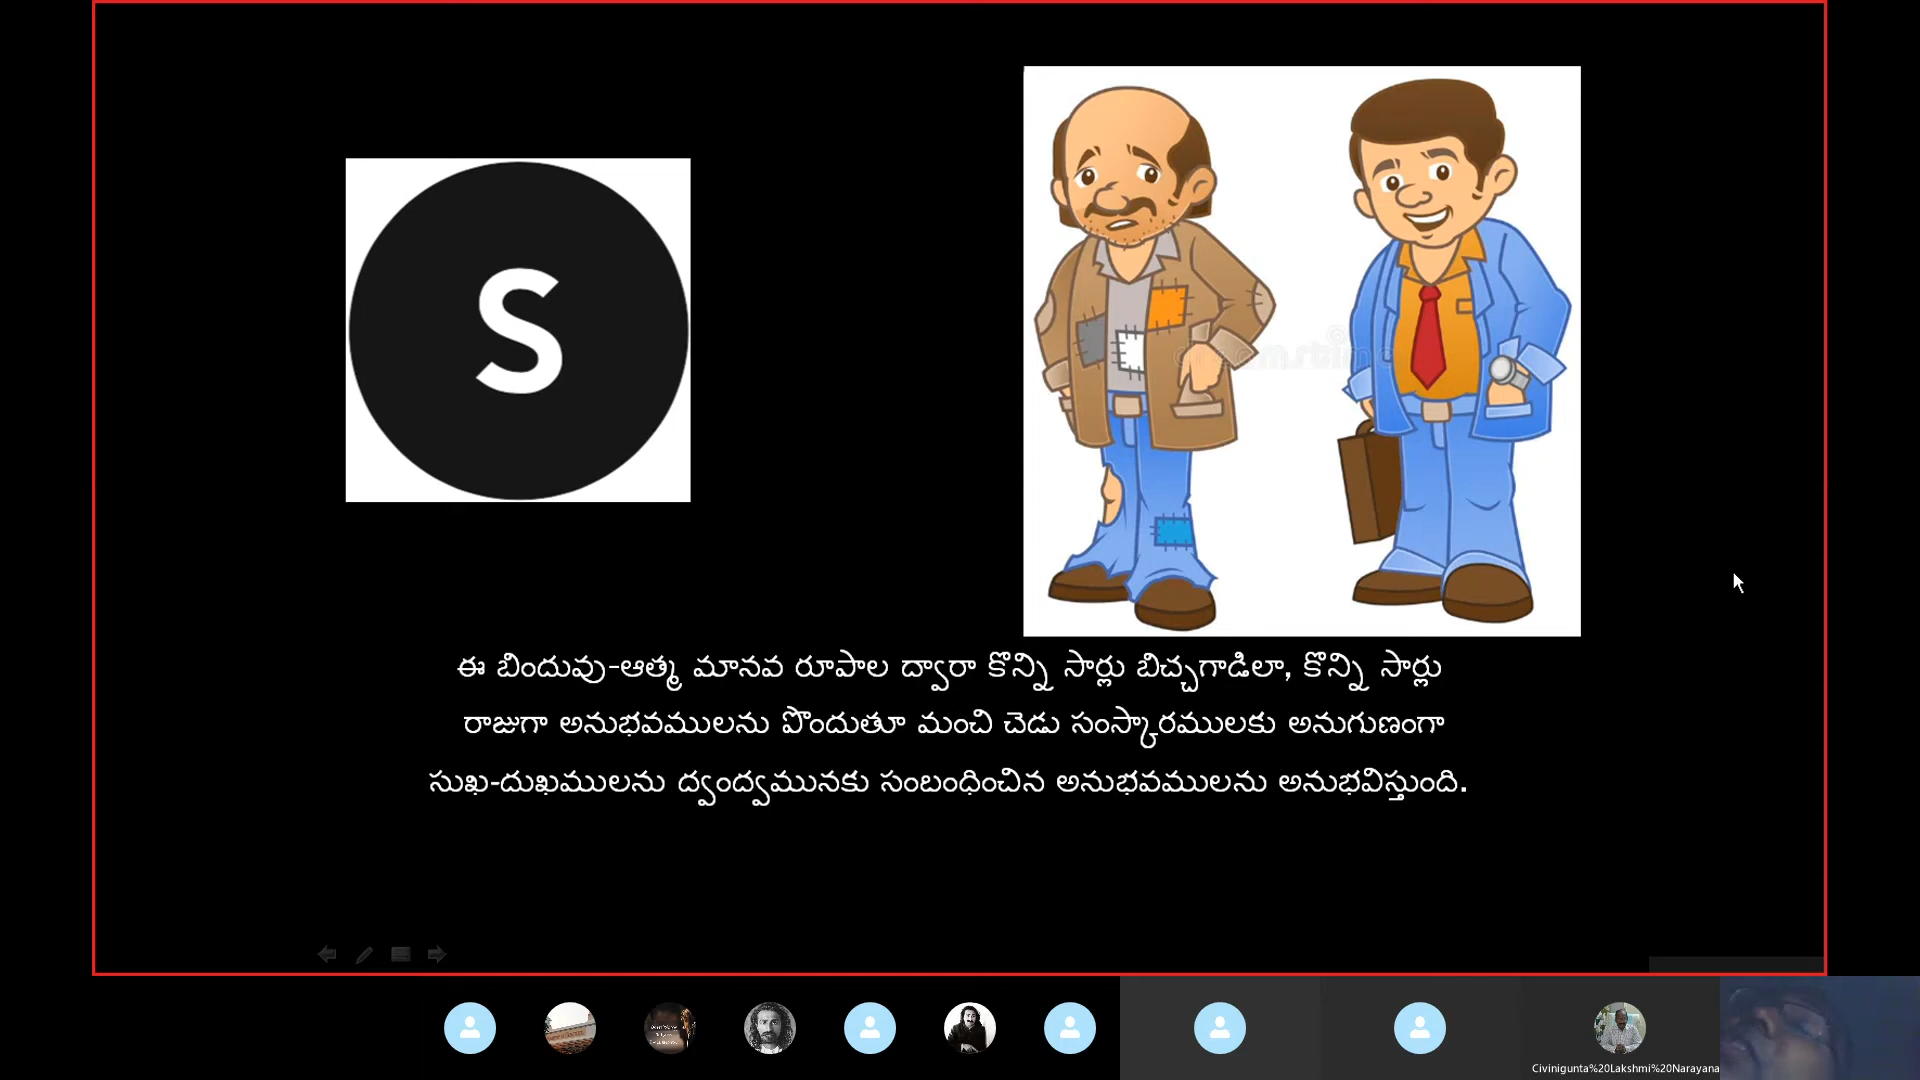 S
dreamstime
ఈ బిందువు-ఆత్మ మానవ రూపాల ద్వారా కొన్ని సార్లు బిచ్చగాడిలా, కొన్ని సార్లు
రాజుగా అనుభవములను పొందుతూ మంచి చెడు సంస్కారములకు అనుగుణంగా
సుఖ-దుఖములను ద్వంద్వమునకు సంబంధించిన అనుభవములను అనుభవిస్తుంది.
Civinigunta%20Lakshmi%20Narayana